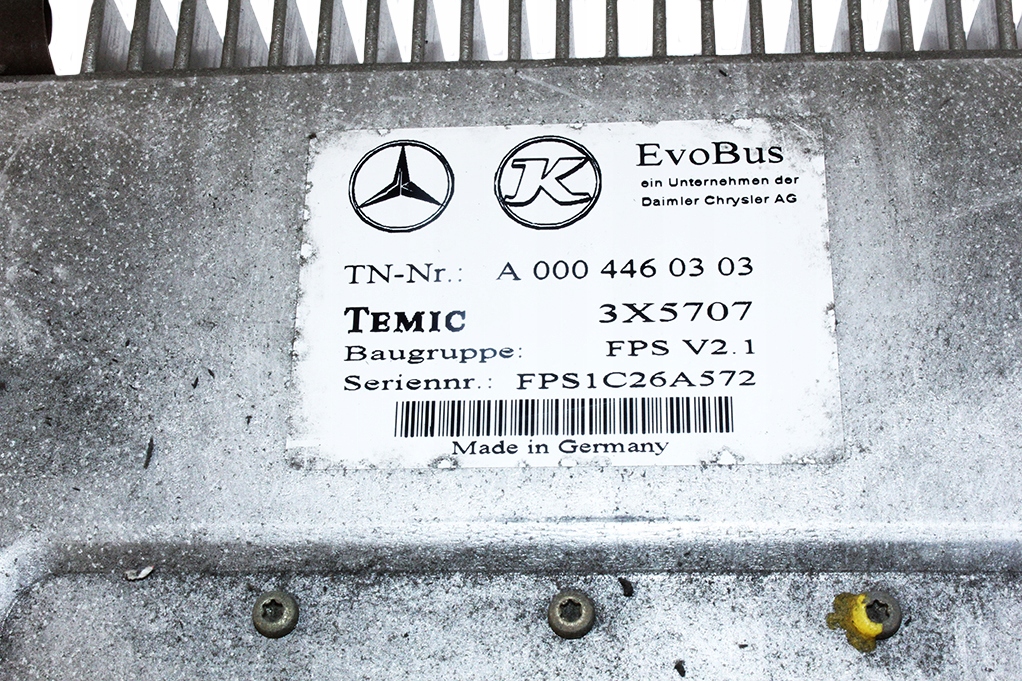 K
EvoBus
ein Unternehmen der
Daimler Chrysler AG
TN-Nr.: A 000 446 03 03
TEMIC 3X5707
Baugruppe: FPS V2.1
Seriennr.: FPS1C26A572
Made in Germany